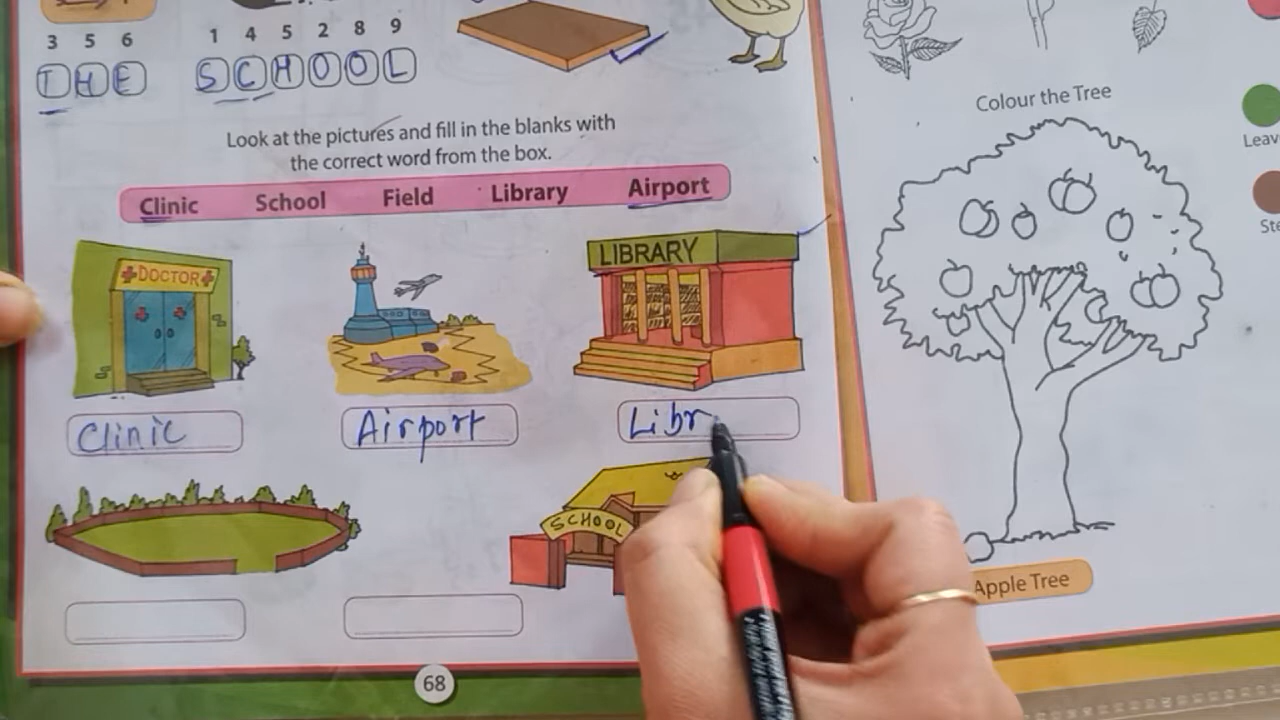 3 5 6 1 4 5 2 8 9
THE SCHOOL
Look at the pictures and fill in the blanks with
the correct word from the box.
Clinic School Field Library Airport
DOCTOR
LIBRARY
Clinic Airport Libr
SCHOOL
68
Colour the Tree
Apple Tree